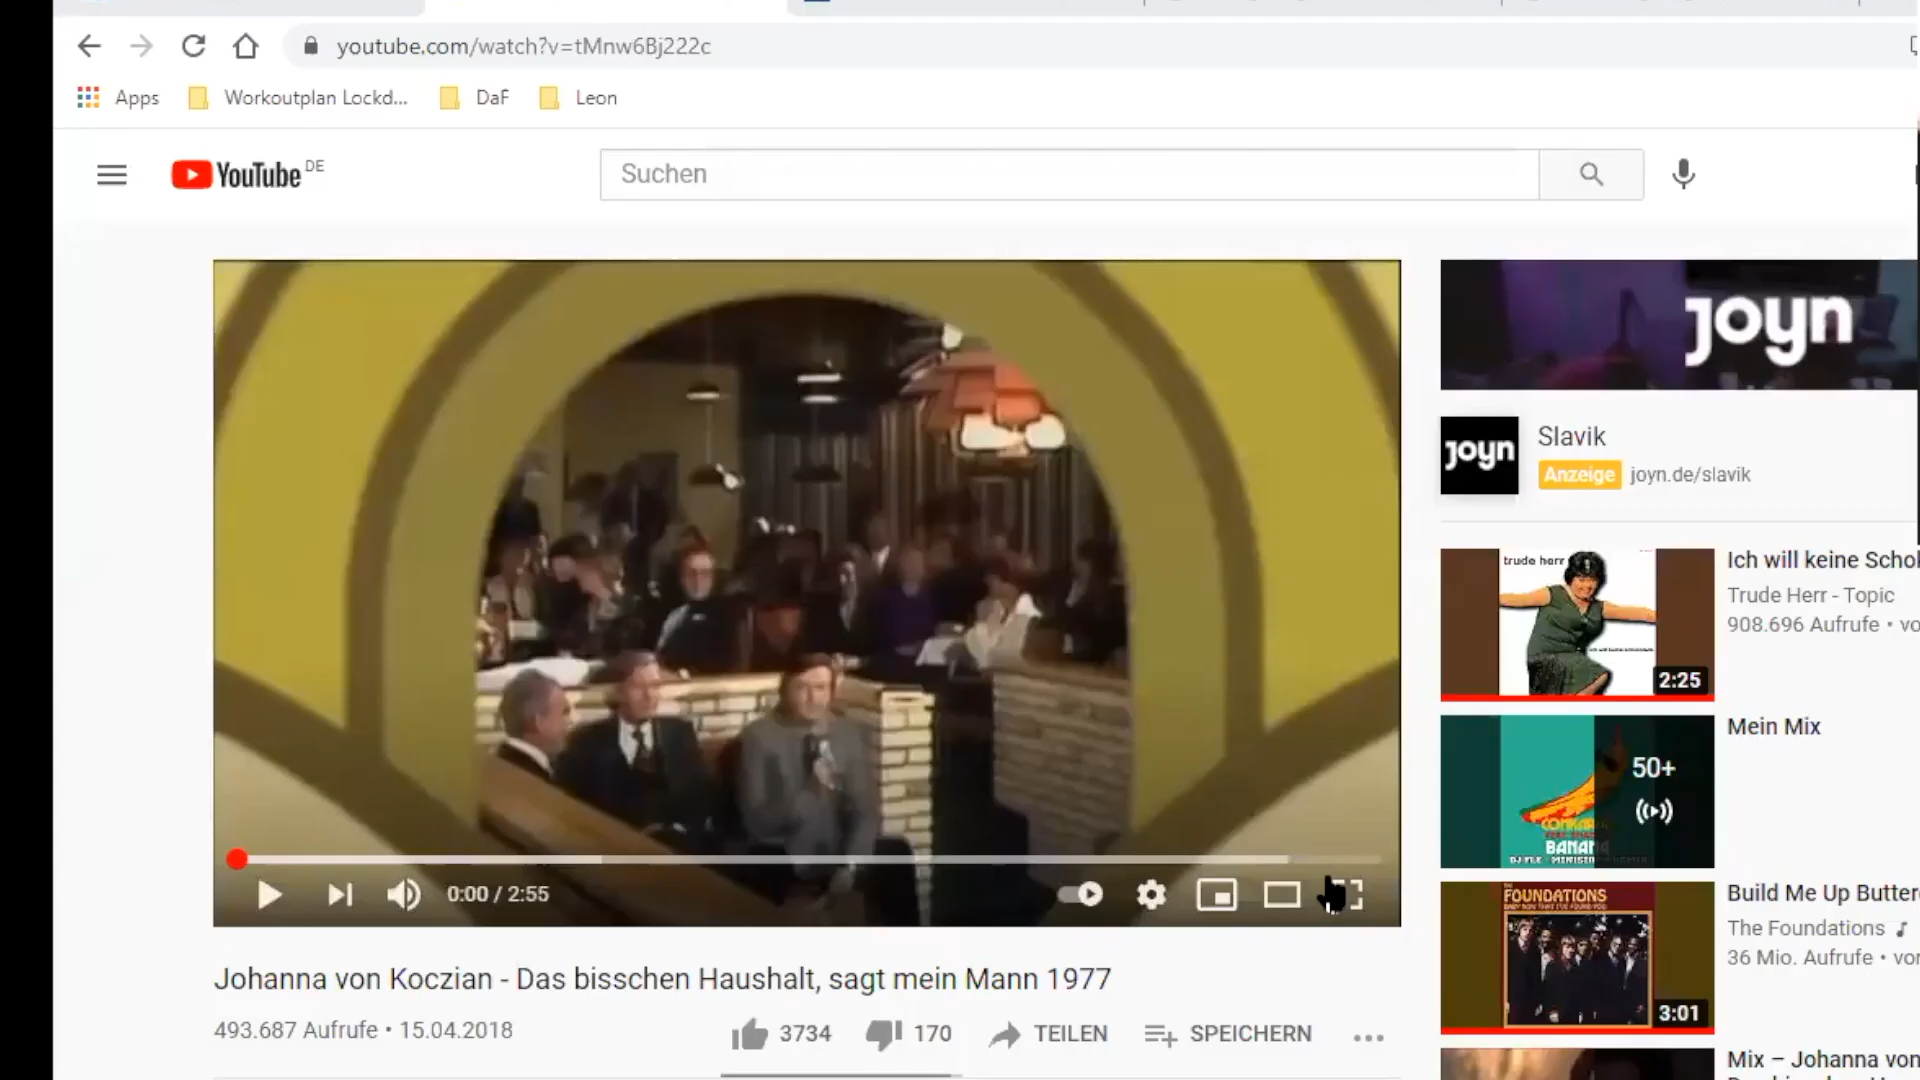 youtube.com/watch?v=tMnw6Bj222c
Apps
Workoutplan Lockd...
DaF
Leon
YouTube DE
Suchen
joyn
joyn
Slavik
Anzeige joyn.de/slavik
trude herr
2:25
Ich will keine Schok
Trude Herr - Topic
908.696 Aufrufe • vo
50+
BANANA
Mein Mix
FOUNDATIONS
3:01
Build Me Up Butter
The Foundations
36 Mio. Aufrufe • vor
0:00 / 2:55
Johanna von Koczian - Das bisschen Haushalt, sagt mein Mann 1977
493.687 Aufrufe • 15.04.2018
3734
170
TEILEN
SPEICHERN
...
Mix – Johanna von